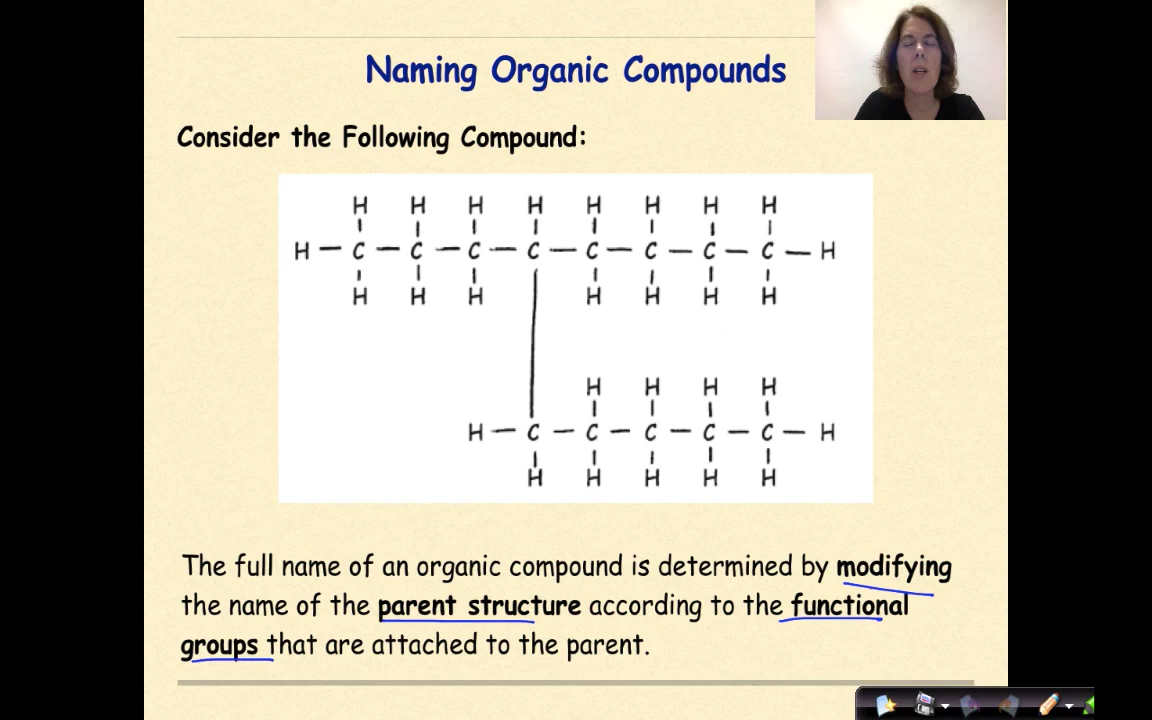 Naming Organic Compounds
Consider the Following Compound:
H H H H H H H H
H — C — C — C — C — C — C — C — C — H
H H H H H H H
H H H H
H — C — C — C — C — C — H
H H H H H
The full name of an organic compound is determined by modifying
the name of the parent structure according to the functional
groups that are attached to the parent.